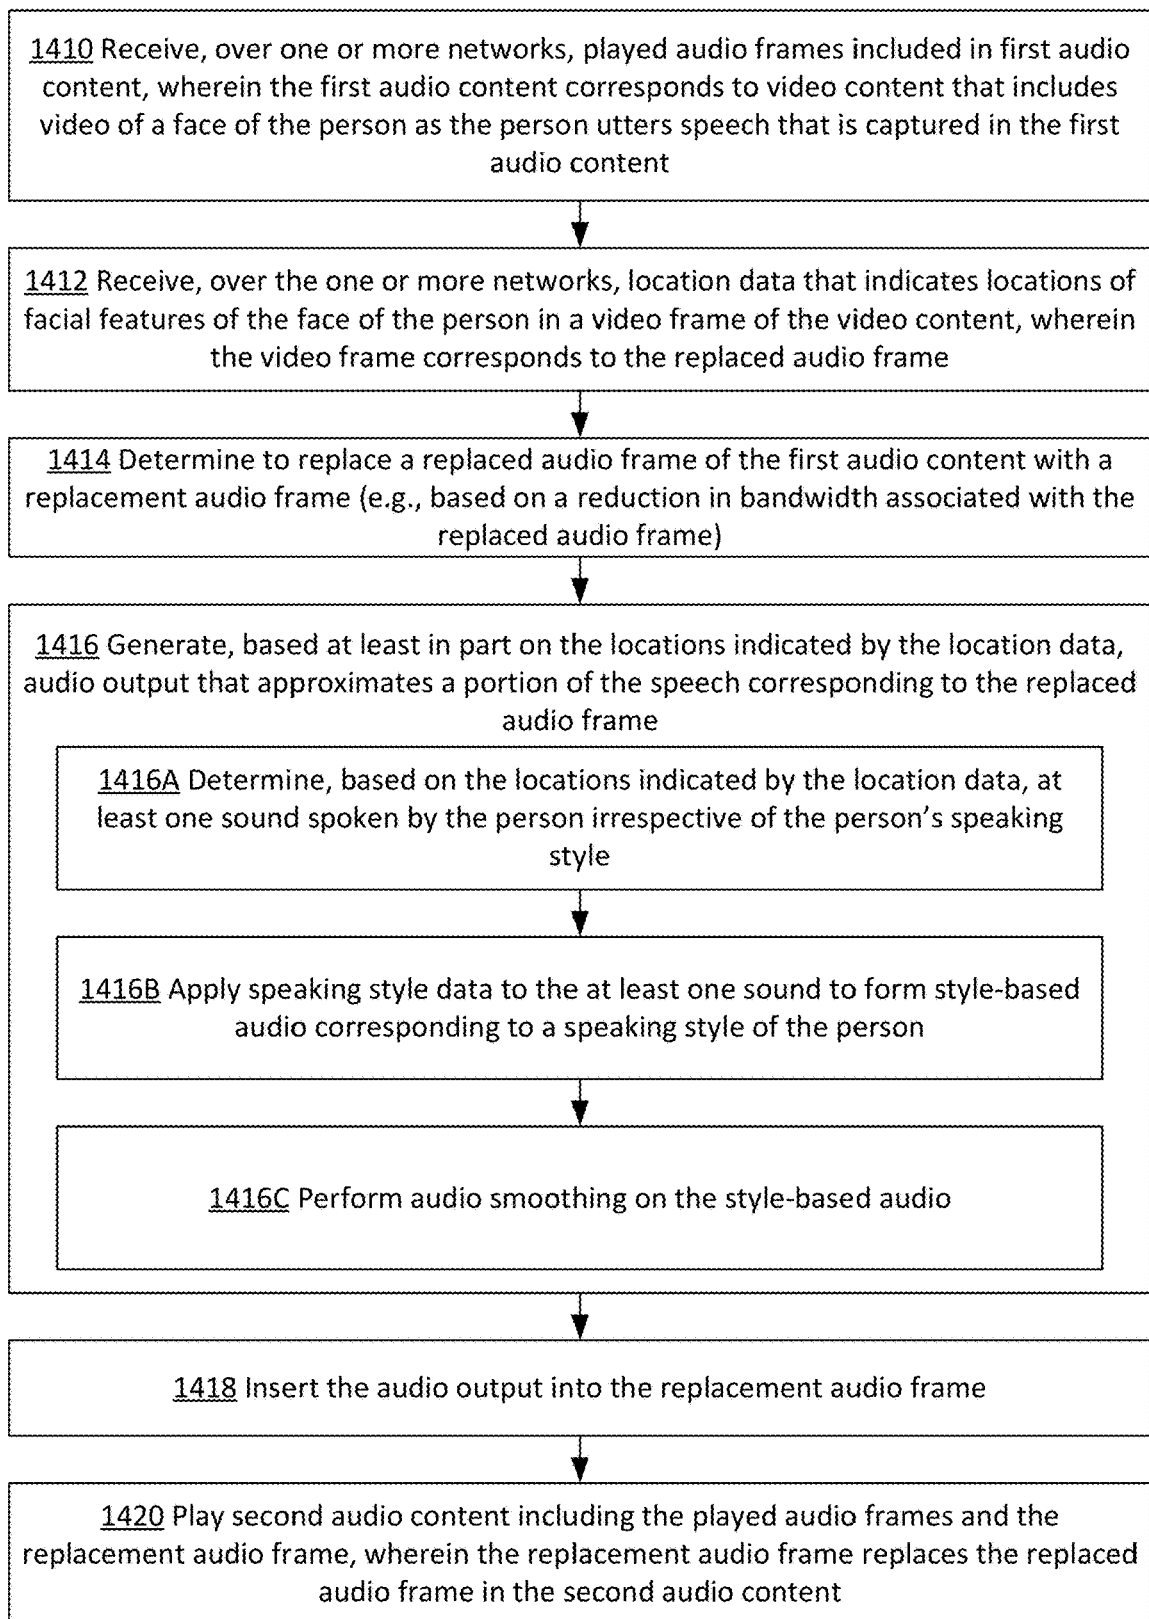 1410 Receive, over one or more networks, played audio frames included in first audio
content, wherein the first audio content corresponds to video content that includes
video of a face of the person as the person utters speech that is captured in the first
audio content
1412 Receive, over the one or more networks, location data that indicates locations of
facial features of the face of the person in a video frame of the video content, wherein
the video frame corresponds to the replaced audio frame
1414 Determine to replace a replaced audio frame of the first audio content with a
replacement audio frame (e.g., based on a reduction in bandwidth associated with the
replaced audio frame)
1416 Generate, based at least in part on the locations indicated by the location data,
audio output that approximates a portion of the speech corresponding to the replaced
audio frame
1416A Determine, based on the locations indicated by the location data, at
least one sound spoken by the person irrespective of the person's speaking
style
1416B Apply speaking style data to the at least one sound to form style-based
audio corresponding to a speaking style of the person
1416C Perform audio smoothing on the style-based audio
1418 Insert the audio output into the replacement audio frame
1420 Play second audio content including the played audio frames and the
replacement audio frame, wherein the replacement audio frame replaces the replaced
audio frame in the second audio content